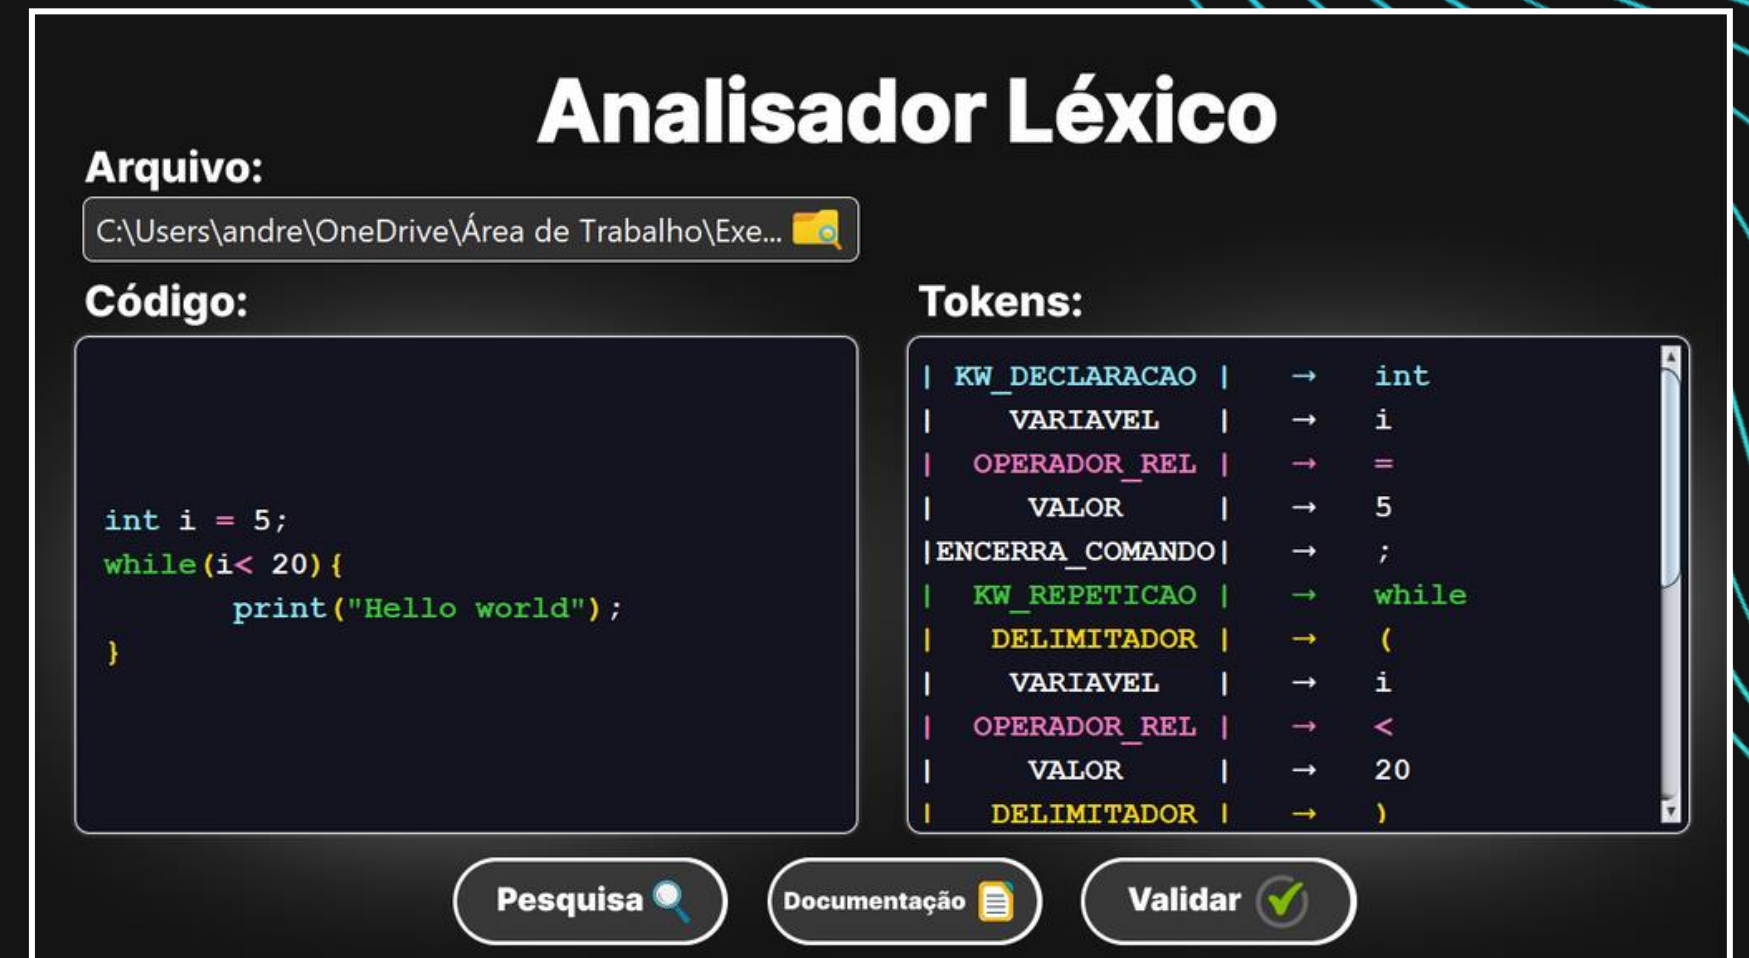 Analisador Léxico
Arquivo:
C:\Users\andre\OneDrive\Área de Trabalho\Exe...
Código:
int i = 5;
while(i< 20){
print("Hello world");
}
Tokens:
| KW_DECLARACAO | → int
| VARIAVEL | → i
| OPERADOR_REL | → =
| VALOR | → 5
|ENCERRA_COMANDO| → ;
| KW_REPETICAO | → while
| DELIMITADOR | → (
| VARIAVEL | → i
| OPERADOR_REL | → <
| VALOR | → 20
| DELIMITADOR | → )
Pesquisa
Documentação
Validar